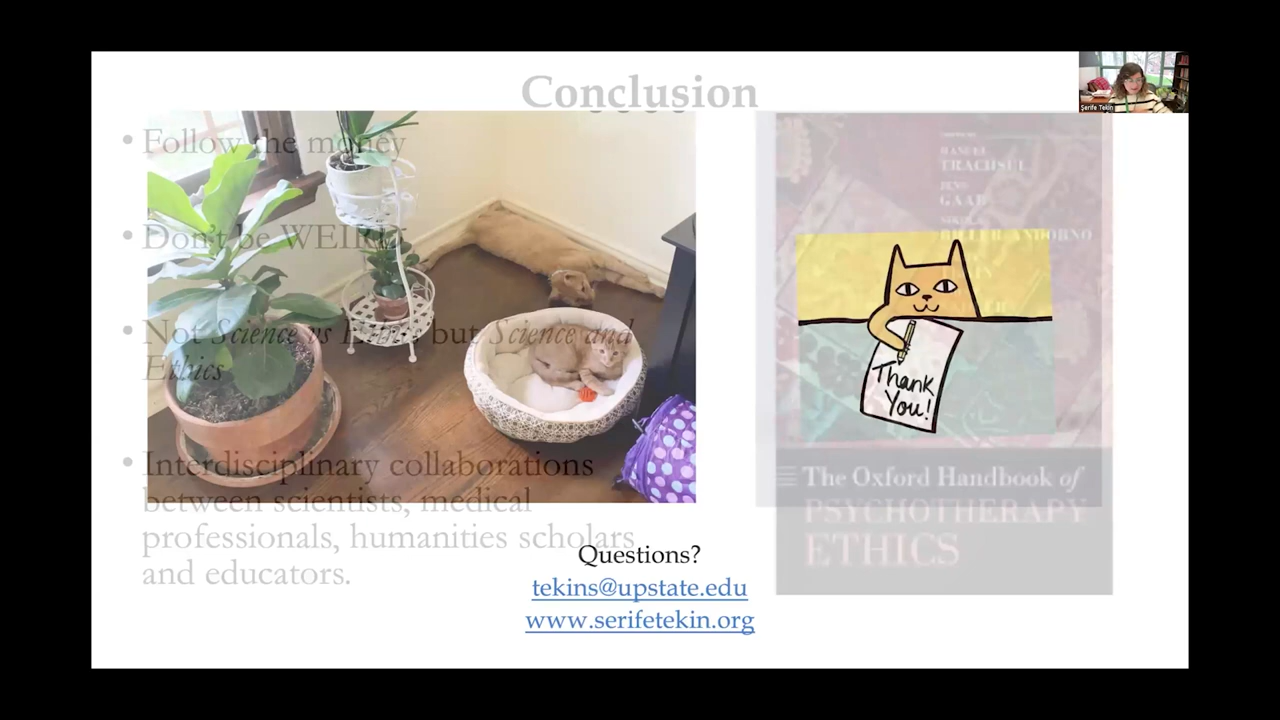 Conclusion
Şerife Tekin
• Follow the money
• Don't be WEIRD
• Not Science vs Ethics but Science and
Ethics
• Interdisciplinary collaborations
between scientists, medical
professionals, humanities scholars
and educators.
MANUEL
TRACHSEL
JENS
GAAB
BILLER-ANDORNO
Thank
You!
The Oxford Handbook of
PSYCHOTHERAPY
ETHICS
Questions?
tekins@upstate.edu
www.serifetekin.org